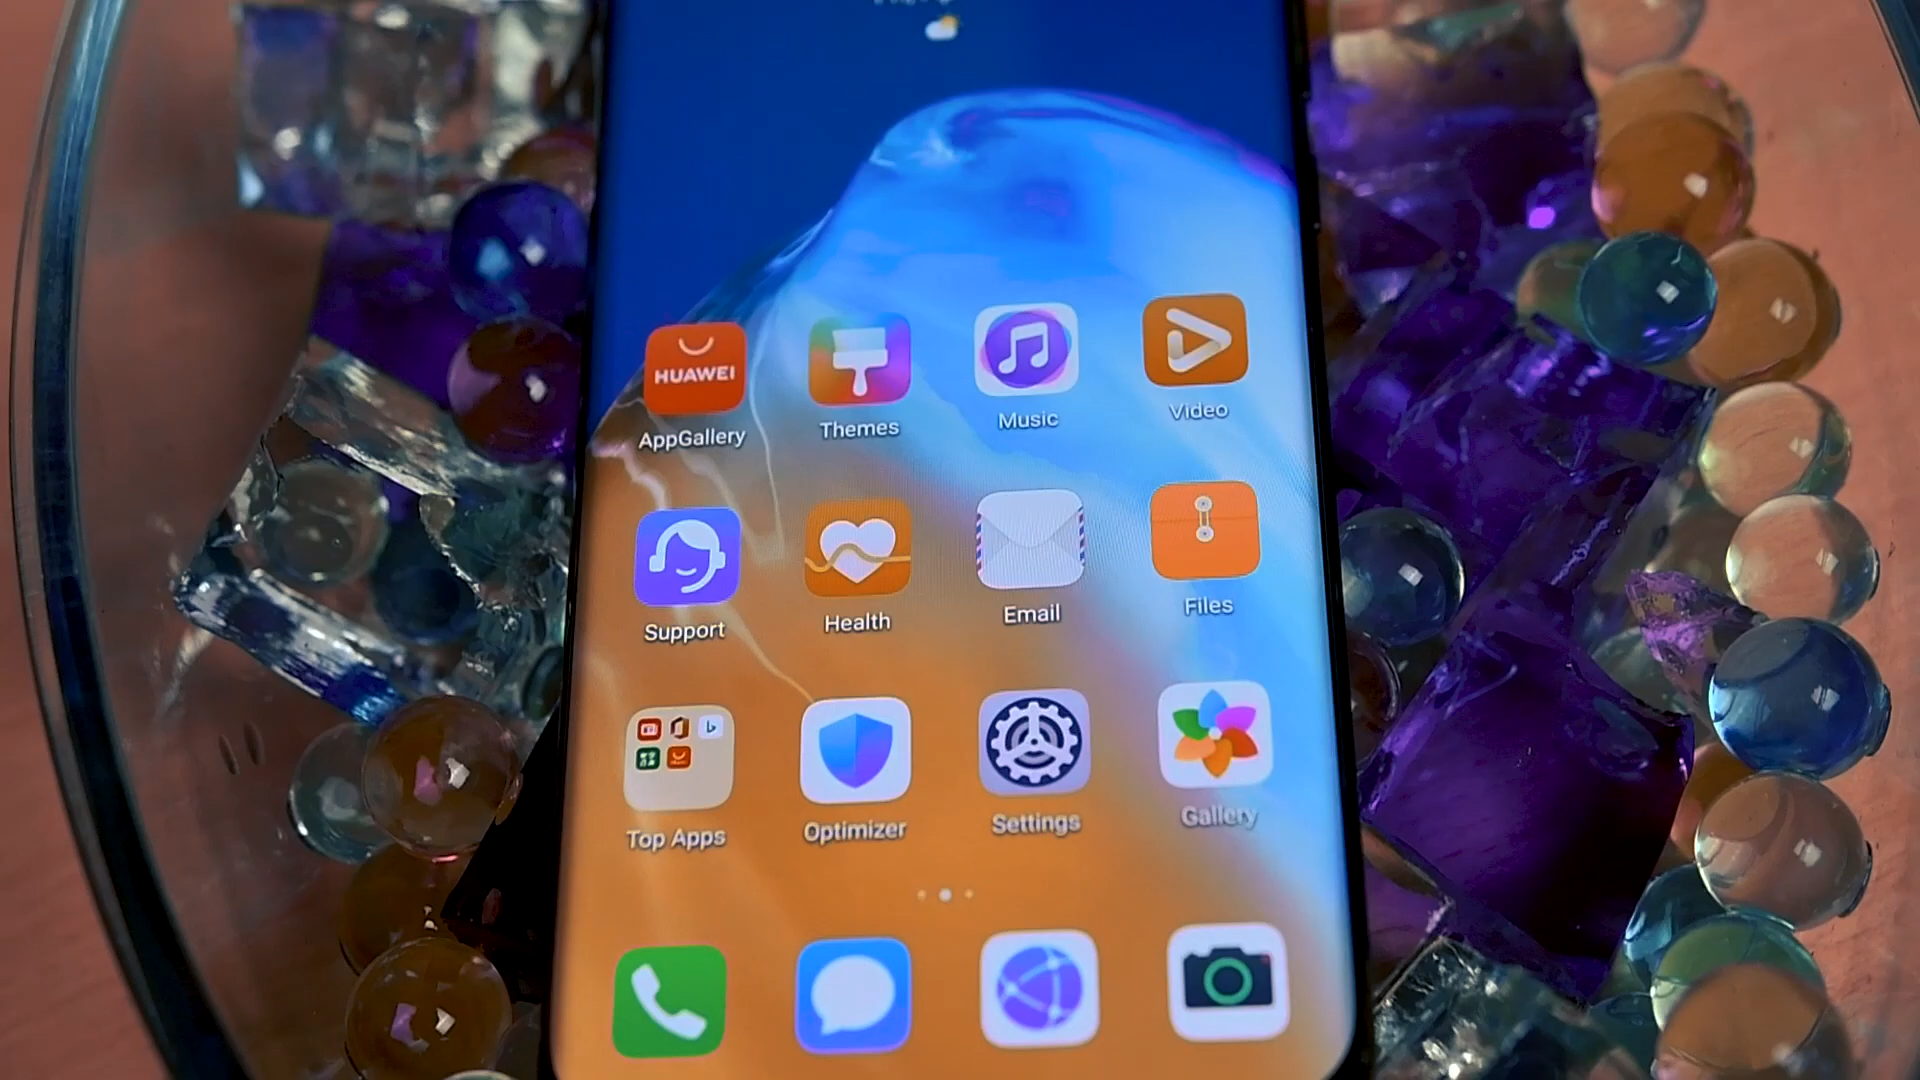 HUAWEI
AppGallery
Themes
Music
Video
Support
Health
Email
Files
Top Apps
Optimizer
Settings
Gallery